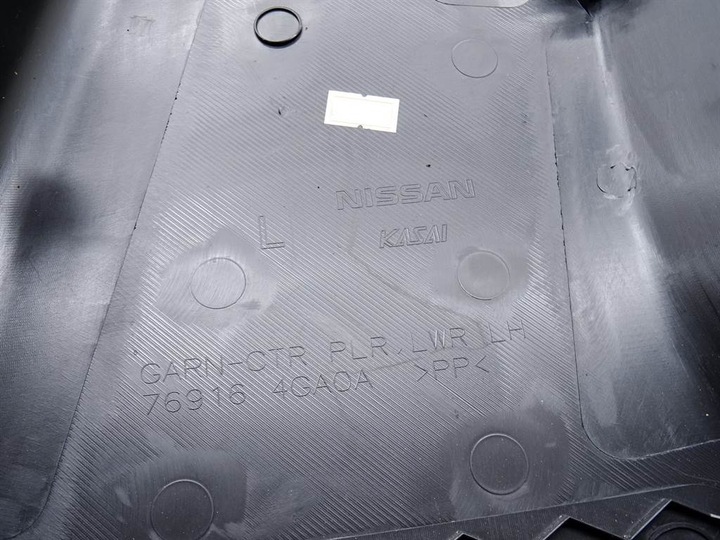 NISSAN
L
KASAI
GARN-CTR PLR,LWR LH
76916 4GA0A >PP<